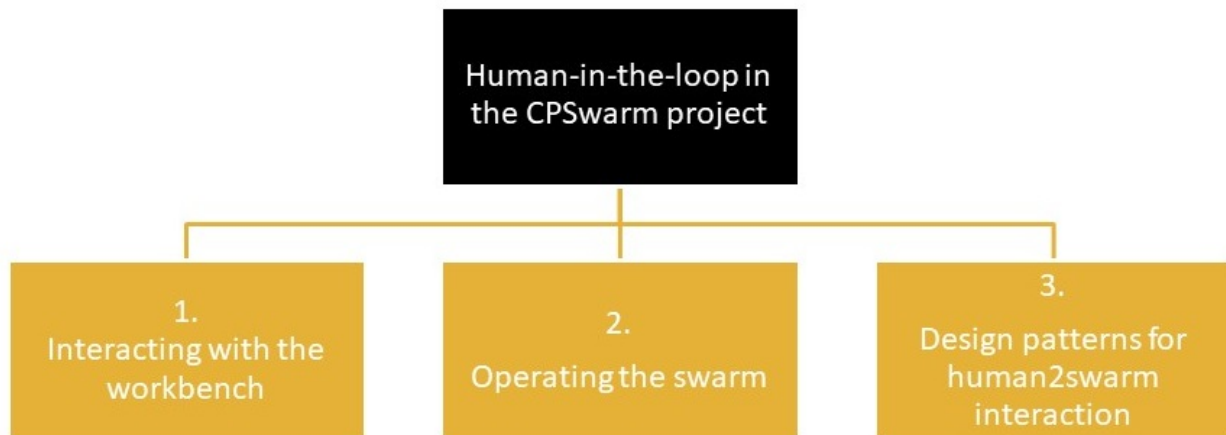 Human-in-the-loop in
the CPSwarm project
1.
Interacting with the
workbench
2.
Operating the swarm
3.
Design patterns for
human2swarm
interaction